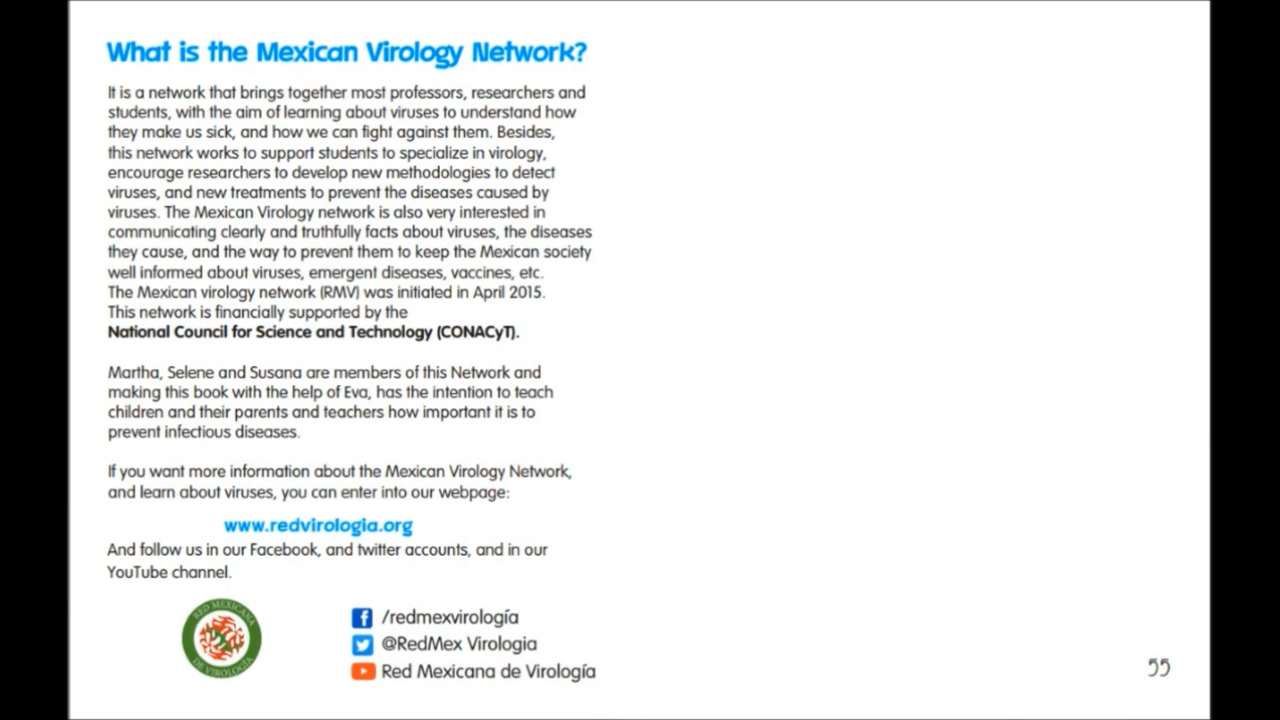 What is the Mexican Virology Network?
It is a network that brings together most professors, researchers and
students, with the aim of learning about viruses to understand how
they make us sick, and how we can fight against them. Besides,
this network works to support students to specialize in virology,
encourage researchers to develop new methodologies to detect
viruses, and new treatments to prevent the diseases caused by
viruses. The Mexican Virology network is also very interested in
communicating clearly and truthfully facts about viruses, the diseases
they cause, and the way to prevent them to keep the Mexican society
well informed about viruses, emergent diseases, vaccines, etc.
The Mexican virology network (RMV) was initiated in April 2015.
This network is financially supported by the
National Council for Science and Technology (CONACyT).
Martha, Selene and Susana are members of this Network and
making this book with the help of Eva, has the intention to teach
children and their parents and teachers how important it is to
prevent infectious diseases.
If you want more information about the Mexican Virology Network,
and learn about viruses, you can enter into our webpage:
www.redvirologia.org
And follow us in our Facebook, and twitter accounts, and in our
YouTube channel.
RED MEXICANA
DE VIROLOGÍA
/redmexvirología
@RedMex Virologia
Red Mexicana de Virología
55